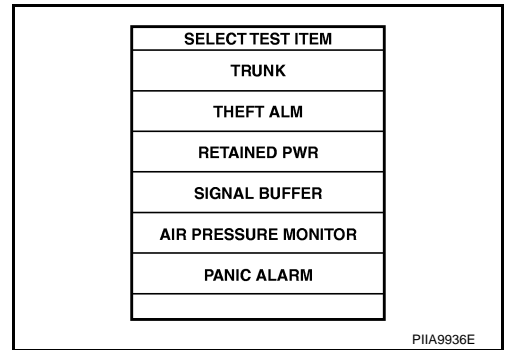 SELECT TEST ITEM
TRUNK
THEFT ALM
RETAINED PWR
SIGNAL BUFFER
AIR PRESSURE MONITOR
PANIC ALARM
PIIA9936E